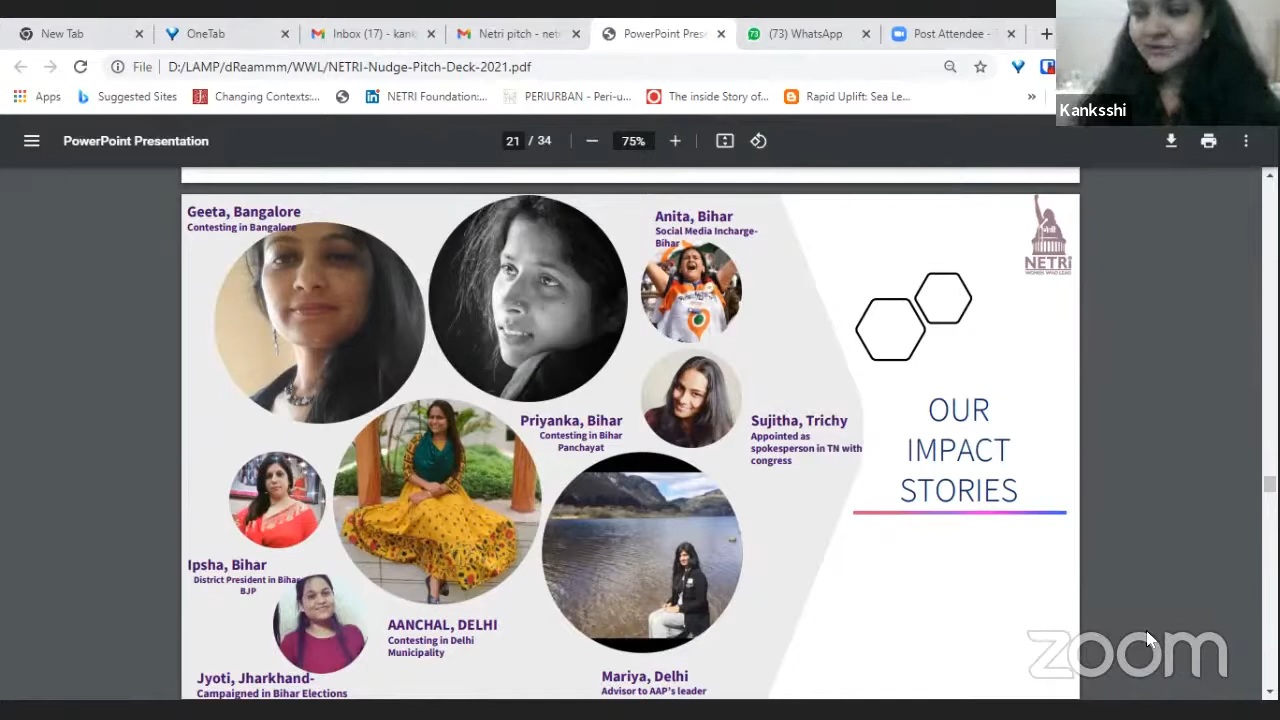 New Tab
OneTab
Inbox (17) - kank
Netri pitch - netr
PowerPoint Pres
(73) WhatsApp
Post Attendee -
File
D:/LAMP/dReammm/WWL/NETRI-Nudge-Pitch-Deck-2021.pdf
Apps
Suggested Sites
Changing Contexts:...
NETRI Foundation:...
PERIURBAN - Peri-u...
The inside Story of...
Rapid Uplift: Sea Le...
»
Kanksshi
PowerPoint Presentation
21 / 34
75%
Geeta, Bangalore
Contesting in Bangalore
Anita, Bihar
Social Media Incharge-
Bihar
NETRi
WOMEN WHO LEAD
Priyanka, Bihar
Contesting in Bihar
Panchayat
Sujitha, Trichy
Appointed as
spokesperson in TN with
congress
OUR
IMPACT
STORIES
Ipsha, Bihar
District President in Bihar
BJP
AANCHAL, DELHI
Contesting in Delhi
Municipality
Jyoti, Jharkhand-
Campaigned in Bihar Elections
Mariya, Delhi
Advisor to AAP's leader
zoom